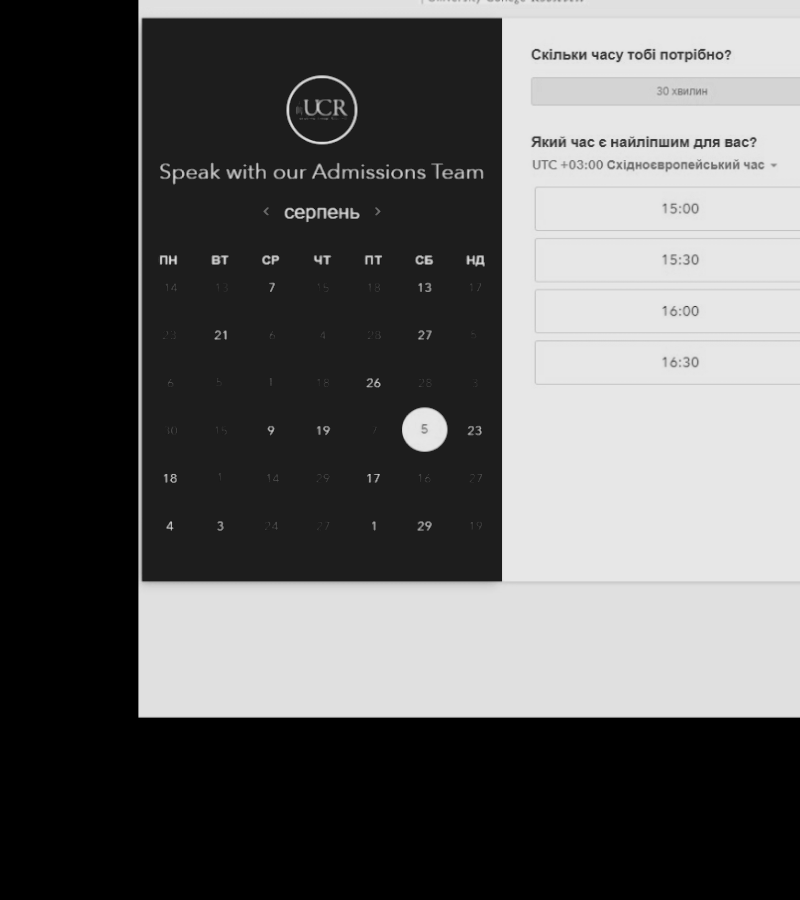 University College
UCR
Speak with our Admissions Team
< серпень >
ПН ВТ СР ЧТ ПТ СБ НД
14 13 7 15 18 13 17
23 21 6 4 28 27 5
6 5 1 18 26 28 3
10 15 9 19 7 5 23
18 1 14 29 17 16 27
4 3 24 27 1 29 19
Скільки часу тобі потрібно?
30 хвилин
Який час є найліпшим для вас?
UTC +03:00 Східноєвропейський час
15:00
15:30
16:00
16:30